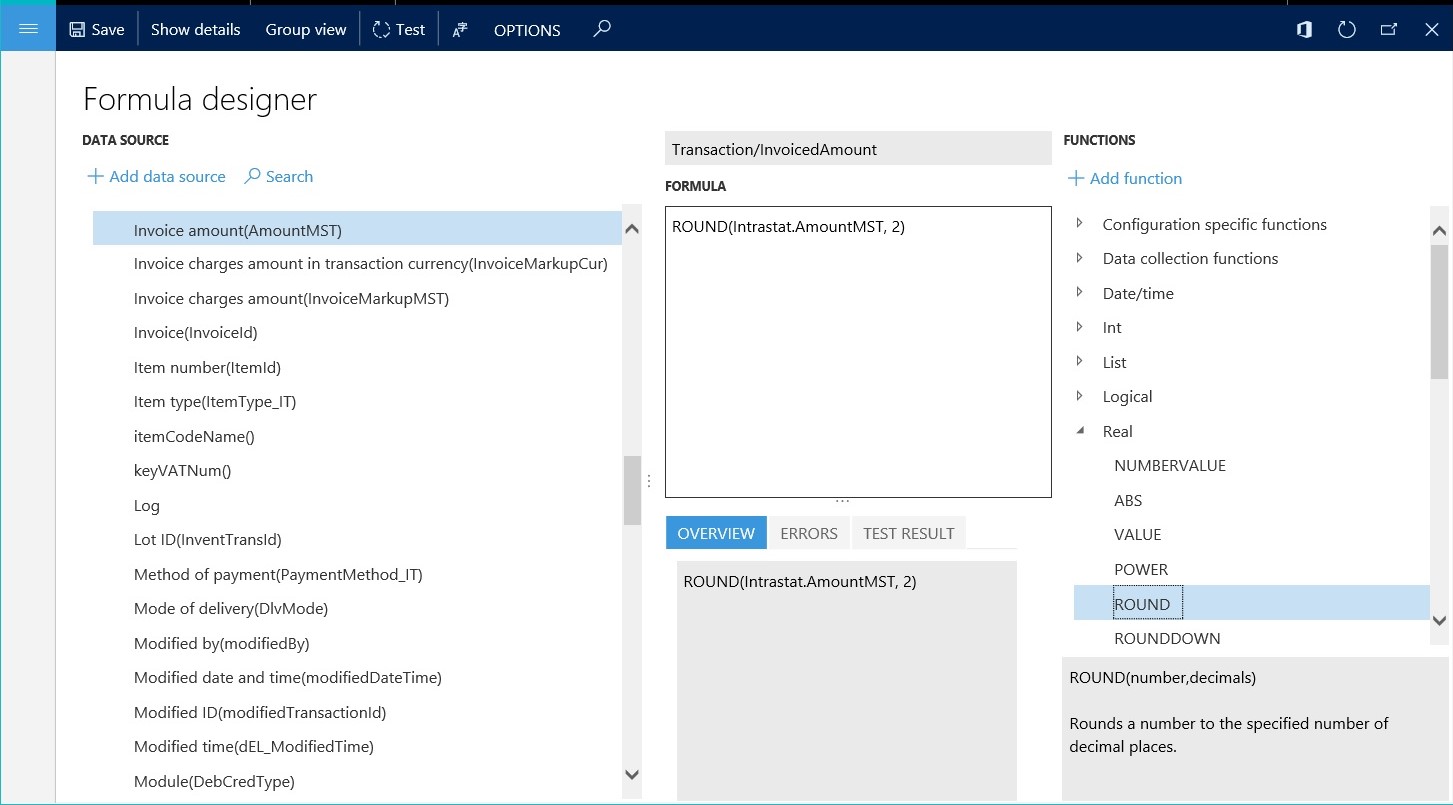 Save
Show details
Group view
Test
OPTIONS
Formula designer
DATA SOURCE
Add data source
Search
Invoice amount(AmountMST)
Invoice charges amount in transaction currency(InvoiceMarkupCur)
Invoice charges amount(InvoiceMarkupMST)
Invoice(InvoiceId)
Item number(ItemId)
Item type(ItemType_IT)
itemCodeName()
keyVATNum()
Log
Lot ID(InventTransId)
Method of payment(PaymentMethod_IT)
Mode of delivery(DlvMode)
Modified by(modifiedBy)
Modified date and time(modifiedDateTime)
Modified ID(modifiedTransactionId)
Modified time(dEL_ModifiedTime)
Module(DebCredType)
Transaction/InvoicedAmount
FORMULA
ROUND(Intrastat.AmountMST, 2)
OVERVIEW
ERRORS
TEST RESULT
ROUND(Intrastat.AmountMST, 2)
FUNCTIONS
Add function
Configuration specific functions
Data collection functions
Date/time
Int
List
Logical
Real
NUMBERVALUE
ABS
VALUE
POWER
ROUND
ROUNDDOWN
ROUND(number,decimals)
Rounds a number to the specified number of
decimal places.